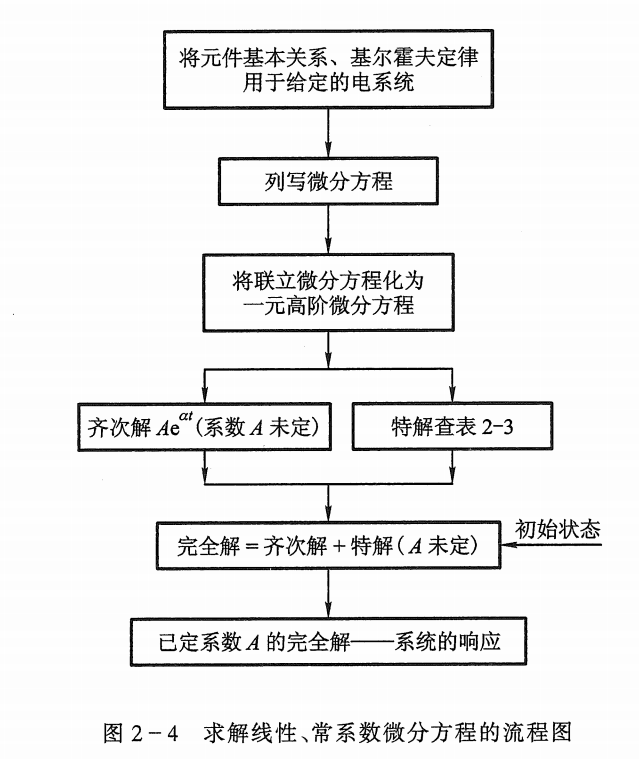 将元件基本关系、基尔霍夫定律
用于给定的电系统
列写微分方程
将联立微分方程化为
一元高阶微分方程
齐次解 Ae^{αt}(系数 A 未定)
特解查表 2-3
完全解=齐次解+特解(A 未定)
初始状态
已定系数 A 的完全解——系统的响应
图 2-4 求解线性、常系数微分方程的流程图